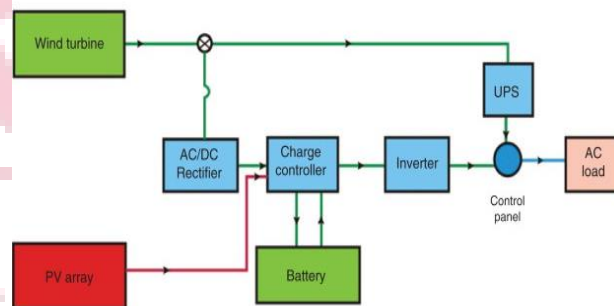 Wind turbine
UPS
AC/DC
Rectifier
Charge
controller
Inverter
Control
panel
AC
load
PV array
Battery